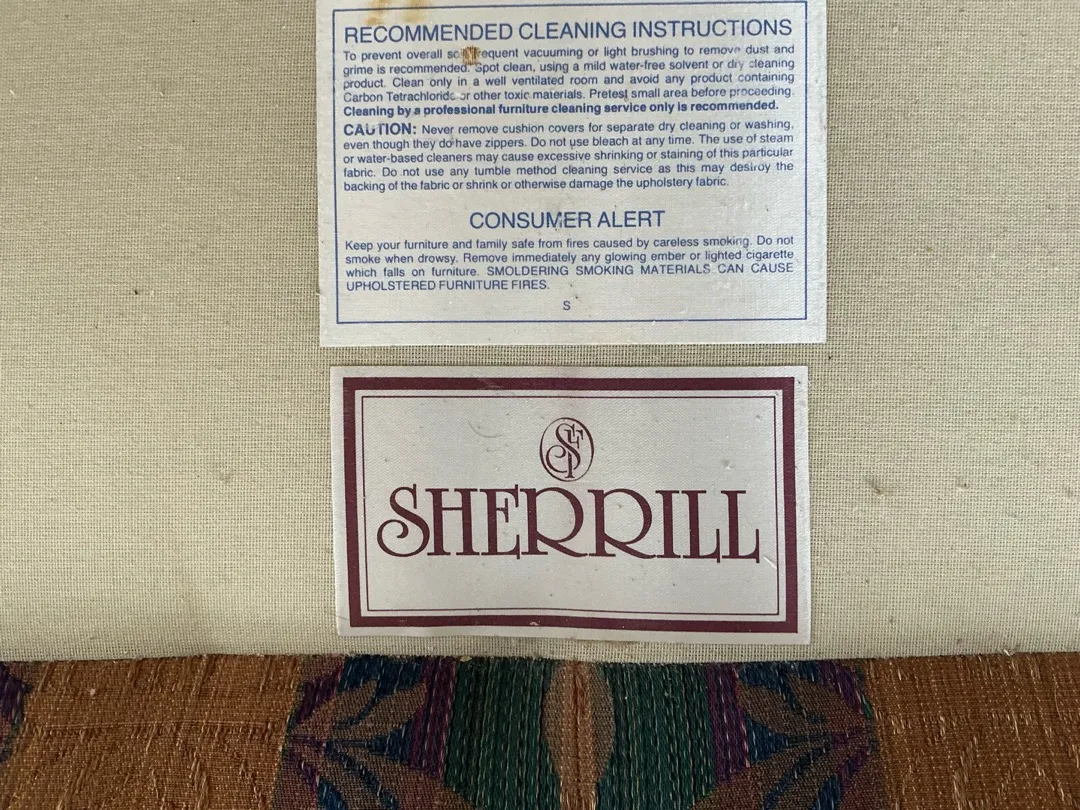 RECOMMENDED CLEANING INSTRUCTIONS
To prevent overall frequent vacuuming or light brushing to remove dust and
grime is recommended. Spot clean, using a mild water-free solvent or dry cleaning
product. Clean only in a well ventilated room and avoid any product containing
Carbon Tetrachloride or other toxic materials. Pretest small area before proceeding.
Cleaning by a professional furniture cleaning service only is recommended.
CAUTION: Never remove cushion covers for separate dry cleaning or washing,
even though they do have zippers. Do not use bleach at any time. The use of steam
or water-based cleaners may cause excessive shrinking or staining of this particular
fabric. Do not use any tumble method cleaning service as this may destroy the
backing of the fabric or shrink or otherwise damage the upholstery fabric.
CONSUMER ALERT
Keep your furniture and family safe from fires caused by careless smoking. Do not
smoke when drowsy. Remove immediately any glowing ember or lighted cigarette
which falls on furniture. SMOLDERING SMOKING MATERIALS CAN CAUSE
UPHOLSTERED FURNITURE FIRES.
S
SF
SHERRILL